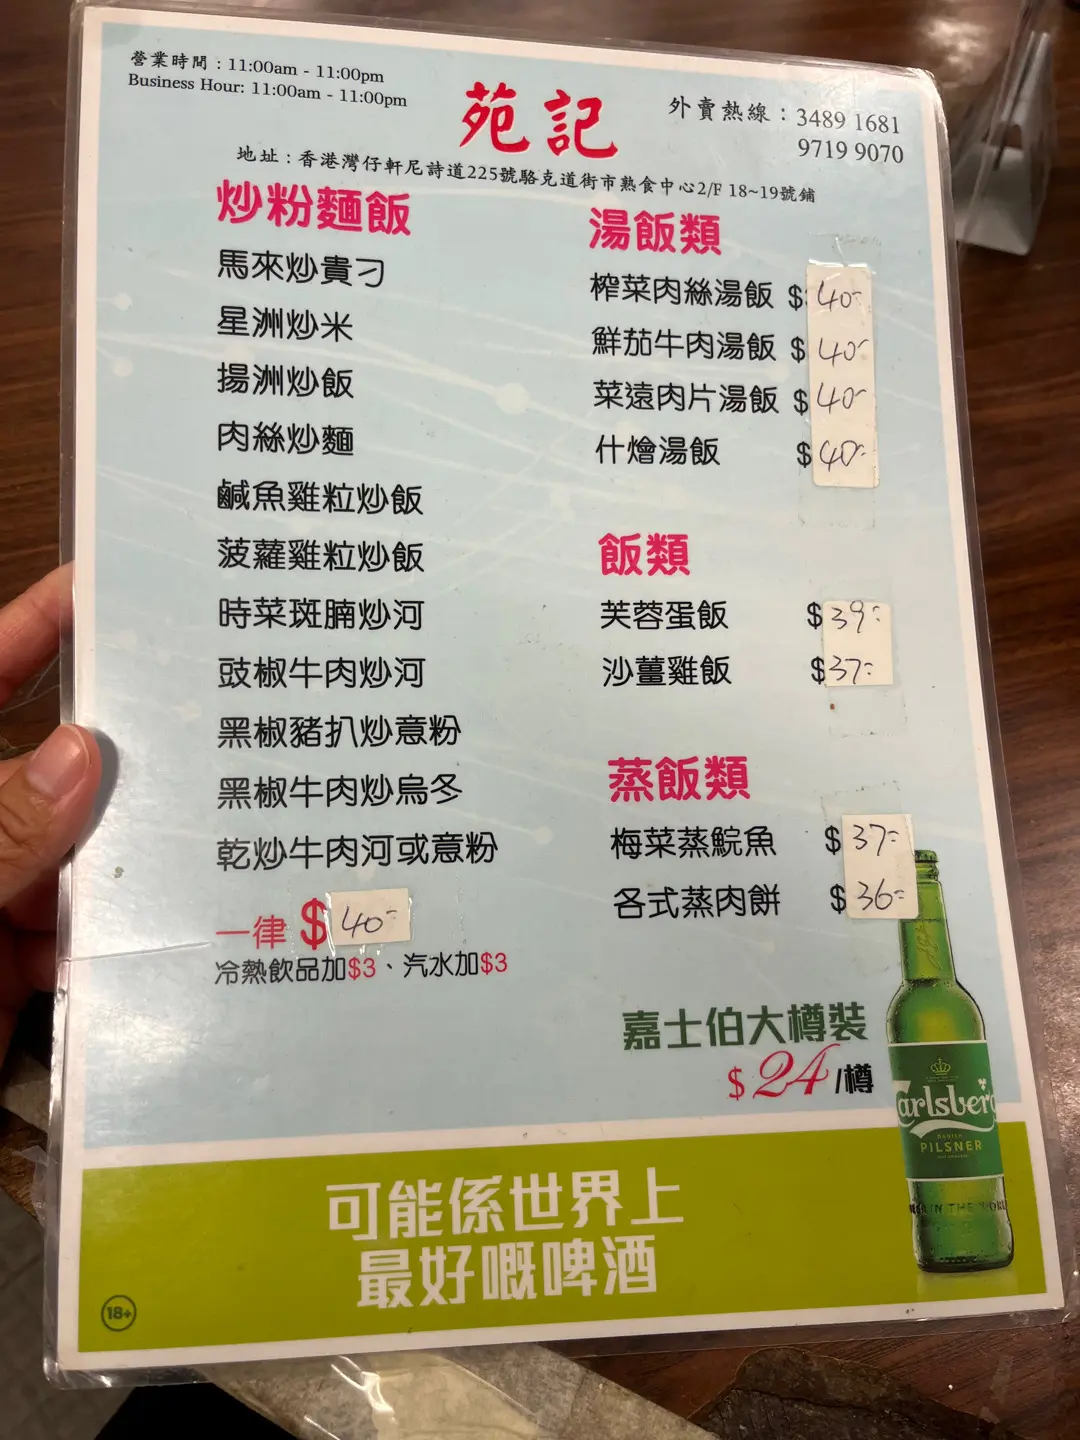 營業時間：11:00am - 11:00pm
Business Hour: 11:00am - 11:00pm
苑記
外賣熱線：3489 1681
9719 9070
地址：香港灣仔軒尼詩道225號駱克道街市熟食中心2/F 18~19號鋪
炒粉麵飯
馬來炒貴刁
星洲炒米
揚洲炒飯
肉絲炒麵
鹹魚雞粒炒飯
菠蘿雞粒炒飯
時菜斑腩炒河
豉椒牛肉炒河
黑椒豬扒炒意粉
黑椒牛肉炒烏冬
乾炒牛肉河或意粉
一律 $40-
冷熱飲品加$3、汽水加$3
湯飯類
榨菜肉絲湯飯 $40-
鮮茄牛肉湯飯 $40-
菜遠肉片湯飯 $40-
什燴湯飯 $40-
飯類
芙蓉蛋飯 $39-
沙薑雞飯 $37-
蒸飯類
梅菜蒸鯇魚 $37-
各式蒸肉餅 $36-
嘉士伯大樽裝
$24/樽
Carlsberg
DANISH
PILSNER
可能係世界上
最好嘅啤酒
18+